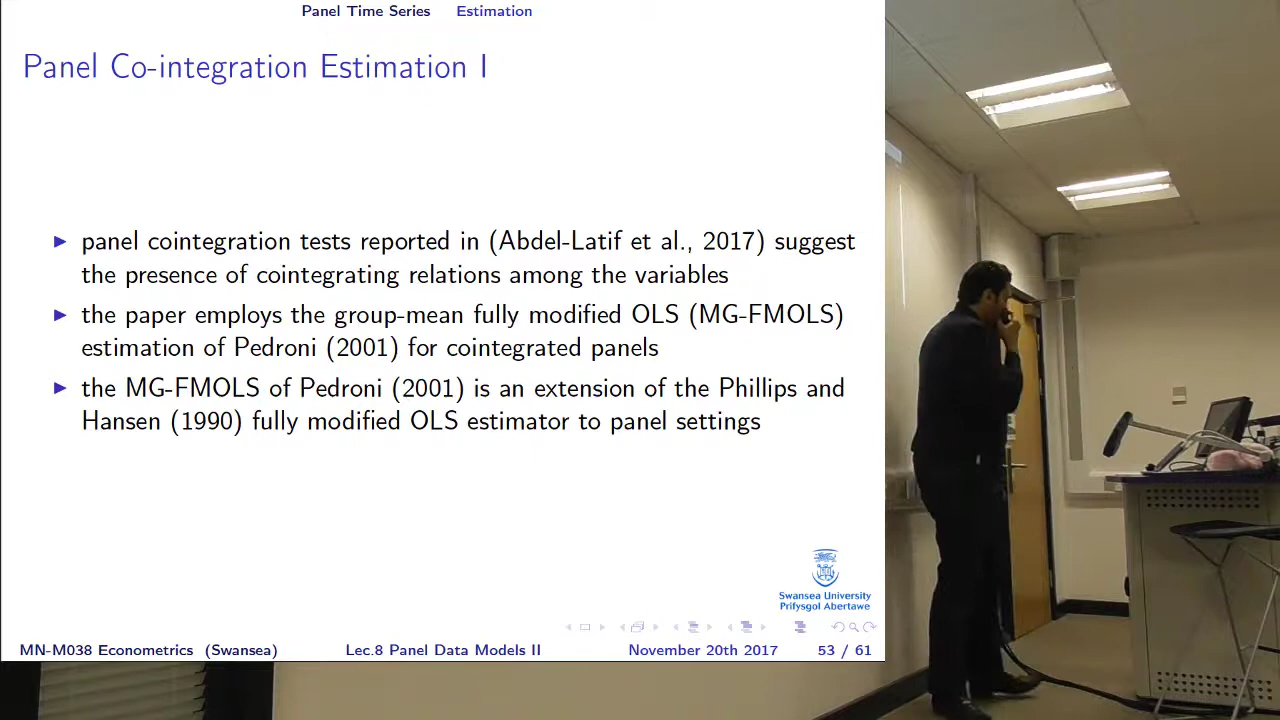 Panel Time Series Estimation
Panel Co-integration Estimation I
panel cointegration tests reported in (Abdel-Latif et al., 2017) suggest
the presence of cointegrating relations among the variables
the paper employs the group-mean fully modified OLS (MG-FMOLS)
estimation of Pedroni (2001) for cointegrated panels
the MG-FMOLS of Pedroni (2001) is an extension of the Phillips and
Hansen (1990) fully modified OLS estimator to panel settings
Swansea University
Prifysgol Abertawe
MN-M038 Econometrics (Swansea) Lec.8 Panel Data Models II November 20th 2017 53 / 61